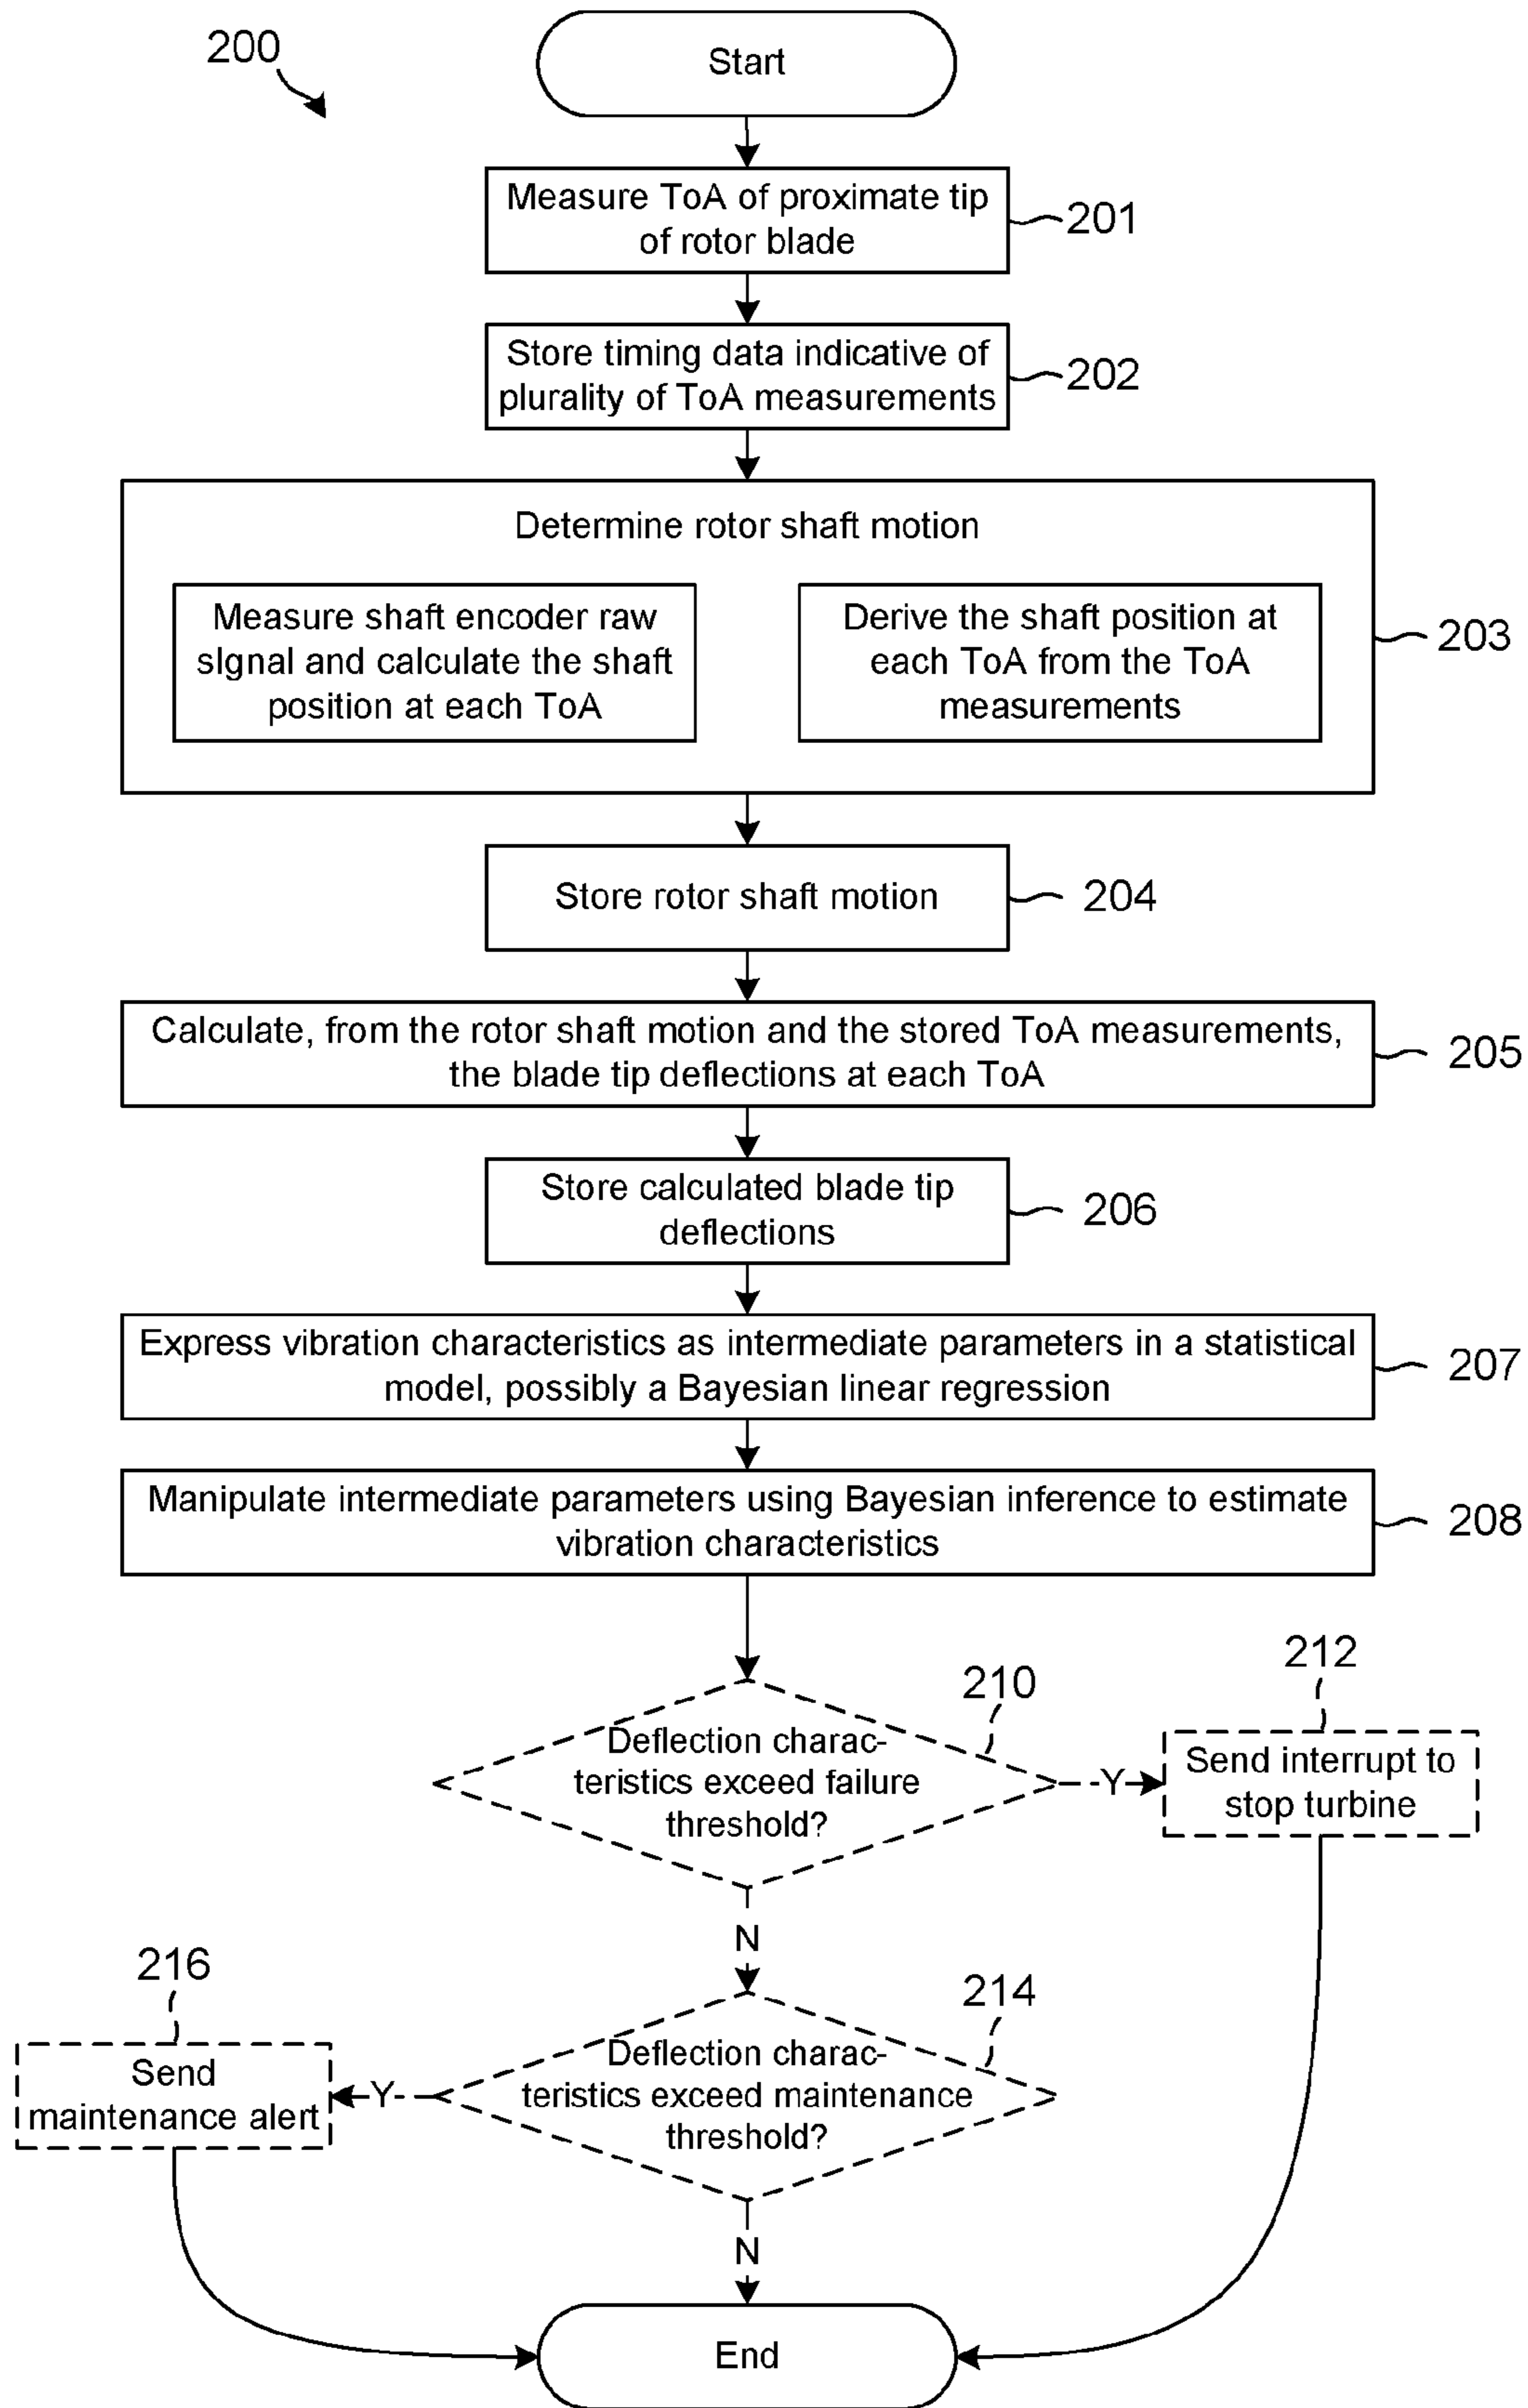 200
Start
Measure ToA of proximate tip
of rotor blade
201
Store timing data indicative of
plurality of ToA measurements
202
Determine rotor shaft motion
Measure shaft encoder raw
sIgnal and calculate the shaft
position at each ToA
Derive the shaft position at
each ToA from the ToA
measurements
203
Store rotor shaft motion
204
Calculate, from the rotor shaft motion and the stored ToA measurements,
the blade tip deflections at each ToA
205
Store calculated blade tip
deflections
206
Express vibration characteristics as intermediate parameters in a statistical
model, possibly a Bayesian linear regression
207
Manipulate intermediate parameters using Bayesian inference to estimate
vibration characteristics
208
210
Deflection charac-
teristics exceed failure
threshold?
Y
212
Send interrupt to
stop turbine
N
214
Deflection charac-
teristics exceed maintenance
threshold?
Y
216
Send
maintenance alert
N
End